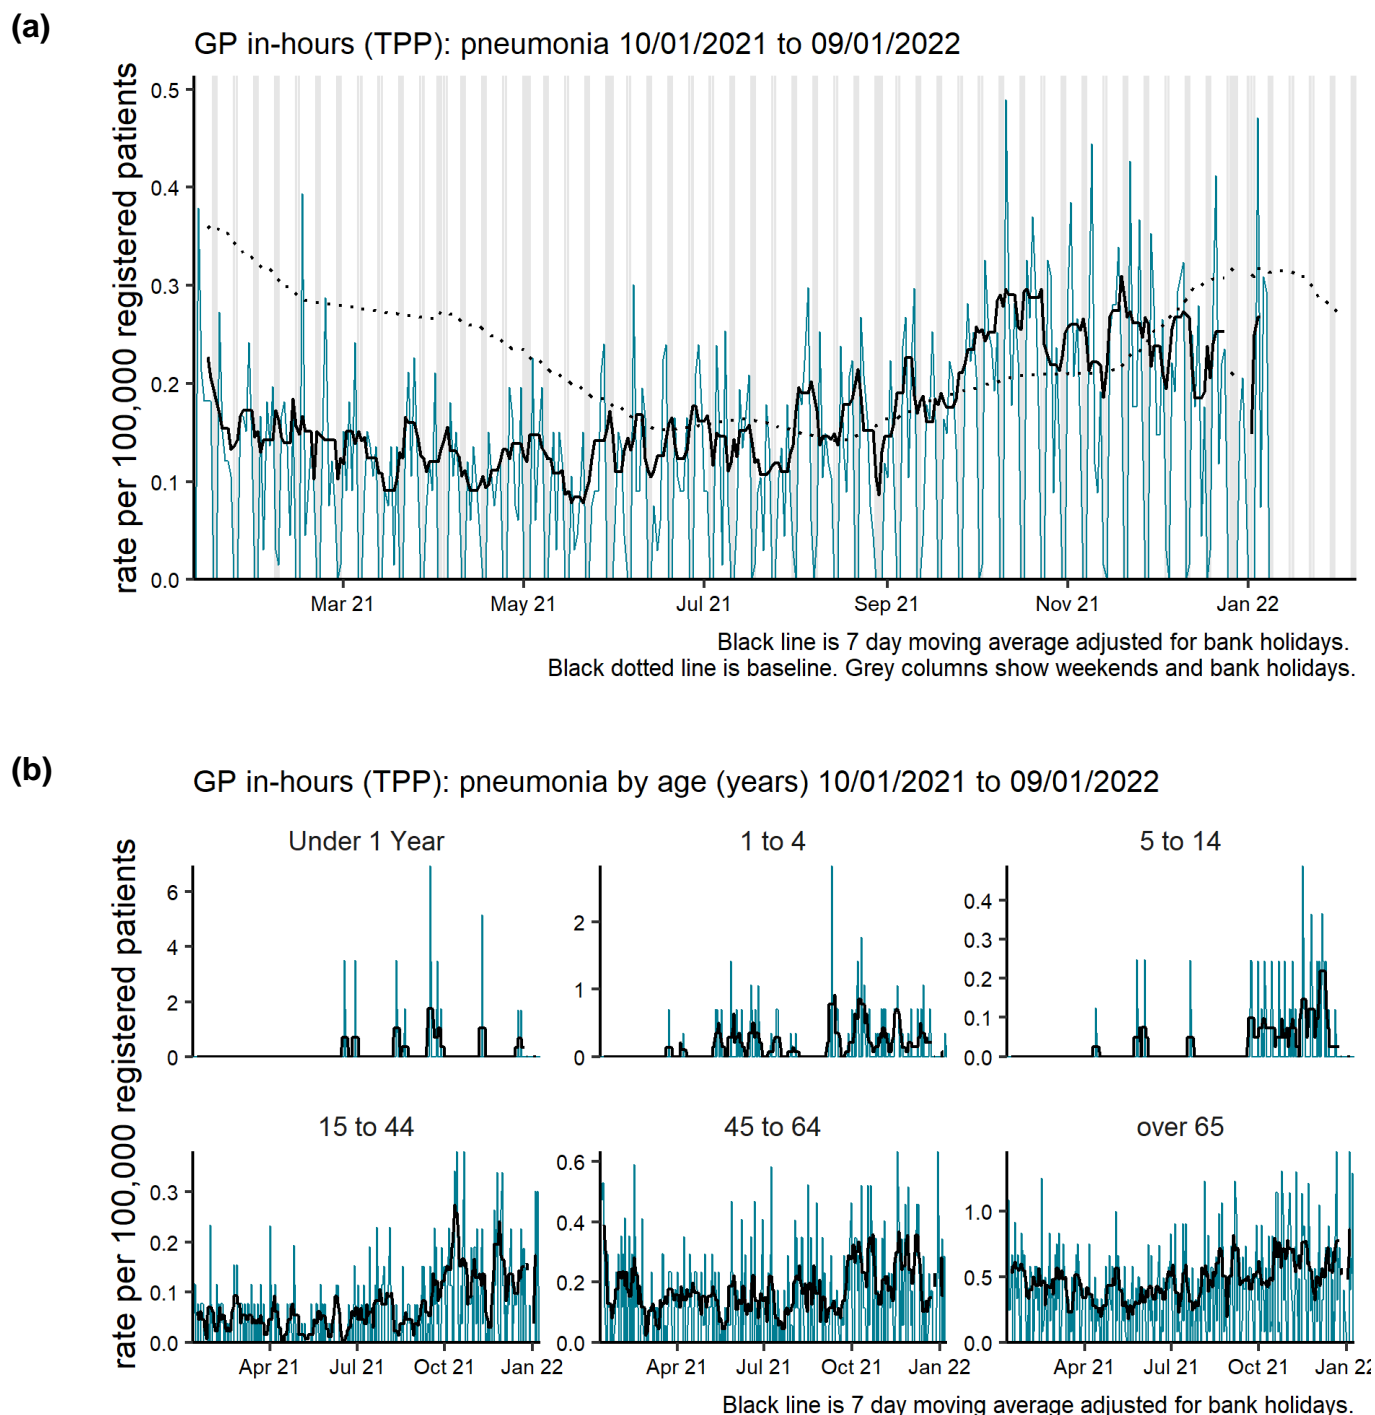 (a)
GP in-hours (TPP): pneumonia 10/01/2021 to 09/01/2022
rate per 100,000 registered patients
0.5
0.4
0.3
0.2
0.1
0.0
Mar 21 May 21 Jul 21 Sep 21 Nov 21 Jan 22
Black line is 7 day moving average adjusted for bank holidays.
Black dotted line is baseline. Grey columns show weekends and bank holidays.
(b)
GP in-hours (TPP): pneumonia by age (years) 10/01/2021 to 09/01/2022
rate per 100,000 registered patients
Under 1 Year
6
4
2
0
1 to 4
2
1
0
5 to 14
0.4
0.3
0.2
0.1
0.0
15 to 44
0.3
0.2
0.1
0.0
Apr 21 Jul 21 Oct 21 Jan 22
45 to 64
0.6
0.4
0.2
0.0
Apr 21 Jul 21 Oct 21 Jan 22
over 65
1.0
0.5
0.0
Apr 21 Jul 21 Oct 21 Jan 22
Black line is 7 day moving average adjusted for bank holidays.